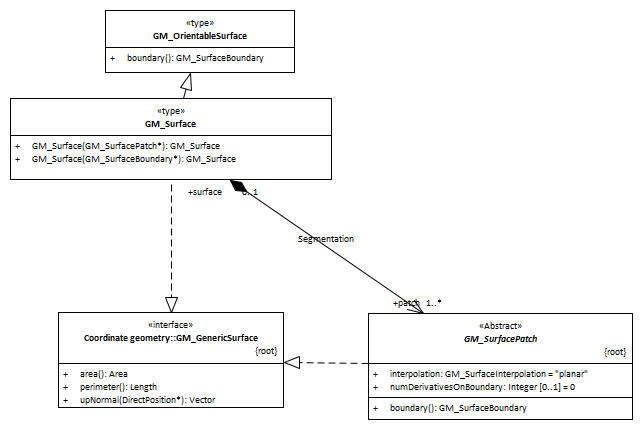 «type»
GM_OrientableSurface
+ boundary(): GM_SurfaceBoundary
«type»
GM_Surface
+ GM_Surface(GM_SurfacePatch*): GM_Surface
+ GM_Surface(GM_SurfaceBoundary*): GM_Surface
+surface 0..1
Segmentation
+patch 1..*
«interface»
Coordinate geometry::GM_GenericSurface
{root}
+ area(): Area
+ perimeter(): Length
+ upNormal(DirectPosition*): Vector
«Abstract»
GM_SurfacePatch
{root}
+ interpolation: GM_SurfaceInterpolation = "planar"
+ numDerivativesOnBoundary: Integer [0..1] = 0
+ boundary(): GM_SurfaceBoundary